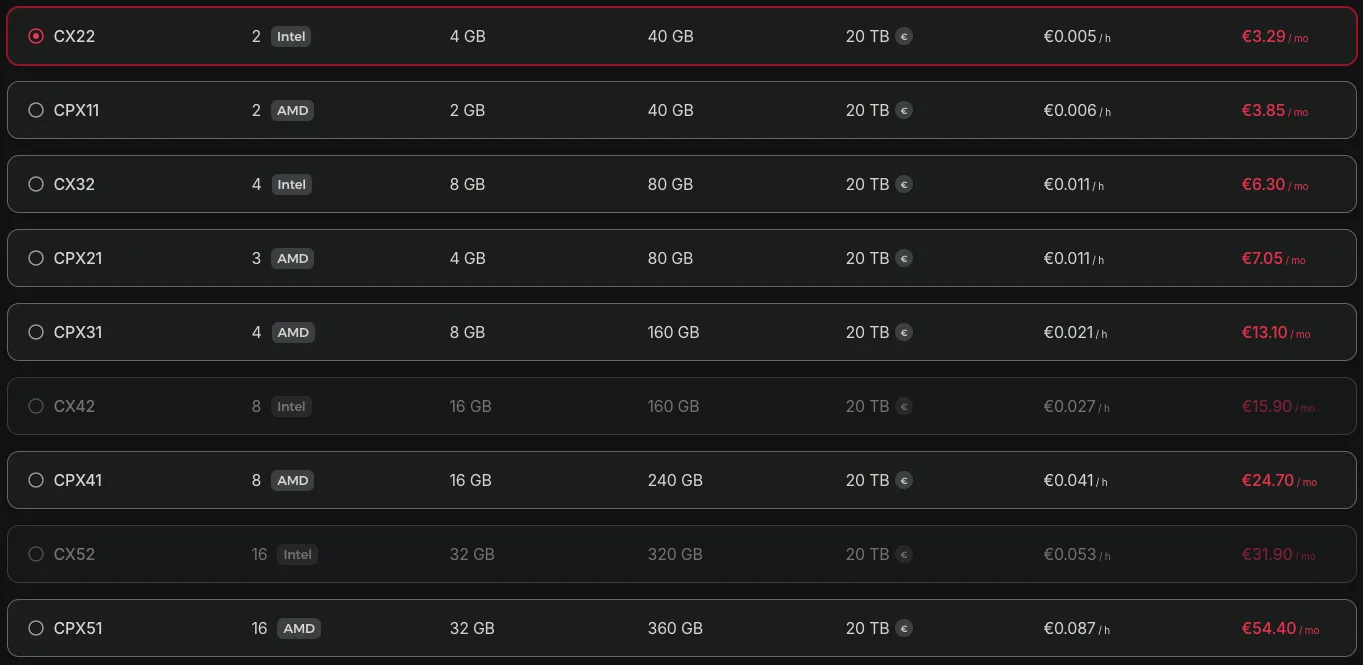 CX22 2 Intel 4 GB 40 GB 20 TB € €0.005 / h €3.29 / mo
CPX11 2 AMD 2 GB 40 GB 20 TB € €0.006 / h €3.85 / mo
CX32 4 Intel 8 GB 80 GB 20 TB € €0.011 / h €6.30 / mo
CPX21 3 AMD 4 GB 80 GB 20 TB € €0.011 / h €7.05 / mo
CPX31 4 AMD 8 GB 160 GB 20 TB € €0.021 / h €13.10 / mo
CX42 8 Intel 16 GB 160 GB 20 TB € €0.027 / h €15.90 / mo
CPX41 8 AMD 16 GB 240 GB 20 TB € €0.041 / h €24.70 / mo
CX52 16 Intel 32 GB 320 GB 20 TB € €0.053 / h €31.90 / mo
CPX51 16 AMD 32 GB 360 GB 20 TB € €0.087 / h €54.40 / mo